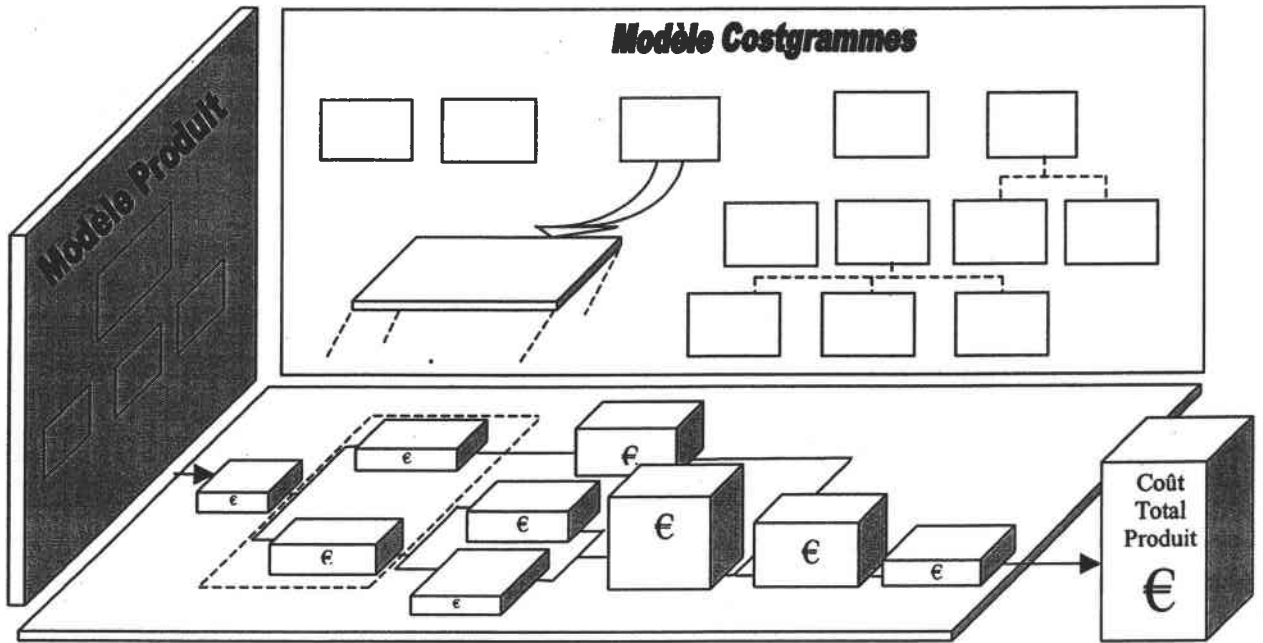 Modèle Costgrammes
Modèle Produit
€
€
€
€
€
€
€
€
€
€
Coût
Total
Produit
€